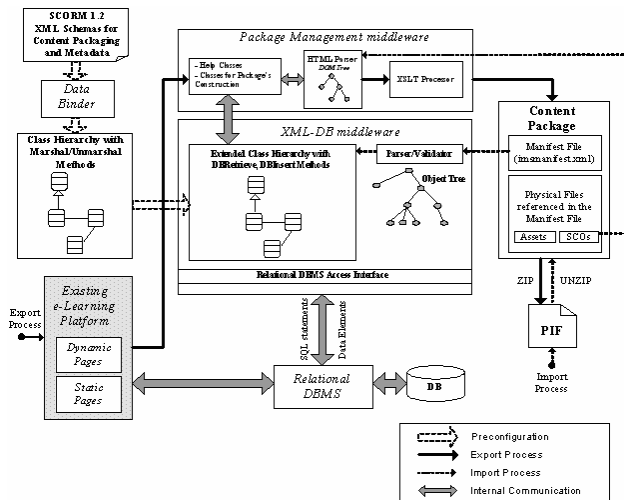 SCORM 1.2
XML Schemas for
Content Packaging
and Metadata
Data
Binder
Class Hierarchy with
Marshal/Unmarshal
Methods
Package Management middleware
- Help Classes
- Classes for Package's
Construction
HTML Parser
DOM Tree
XSLT Processor
XML-DB middleware
Extended Class Hierarchy with
DBRetrieve, DBInsert Methods
Parser/Validator
Object Tree
Relational DBMS Access Interface
Content
Package
Manifest File
(imsmanifest.xml)
Physical Files
referenced in the
Manifest File
Assets
SCOs
ZIP
UNZIP
PIF
Import
Process
Export
Process
Existing
e-Learning
Platform
Dynamic
Pages
Static
Pages
SQL statements
Data Elements
Relational
DBMS
DB
Preconfiguration
Export Process
Import Process
Internal Communication